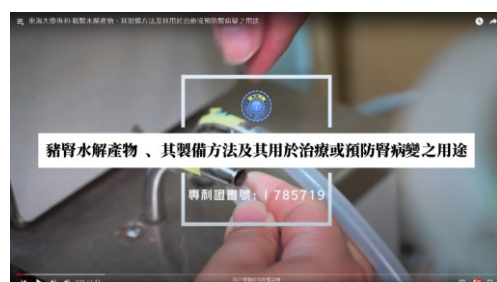 東海大學專利-豬腎水解產物、其製備方法及其用於治療或預防腎病變之用途
豬腎水解產物 、其製備方法及其用於治療或預防腎病變之用途
專利證書號：I 785719